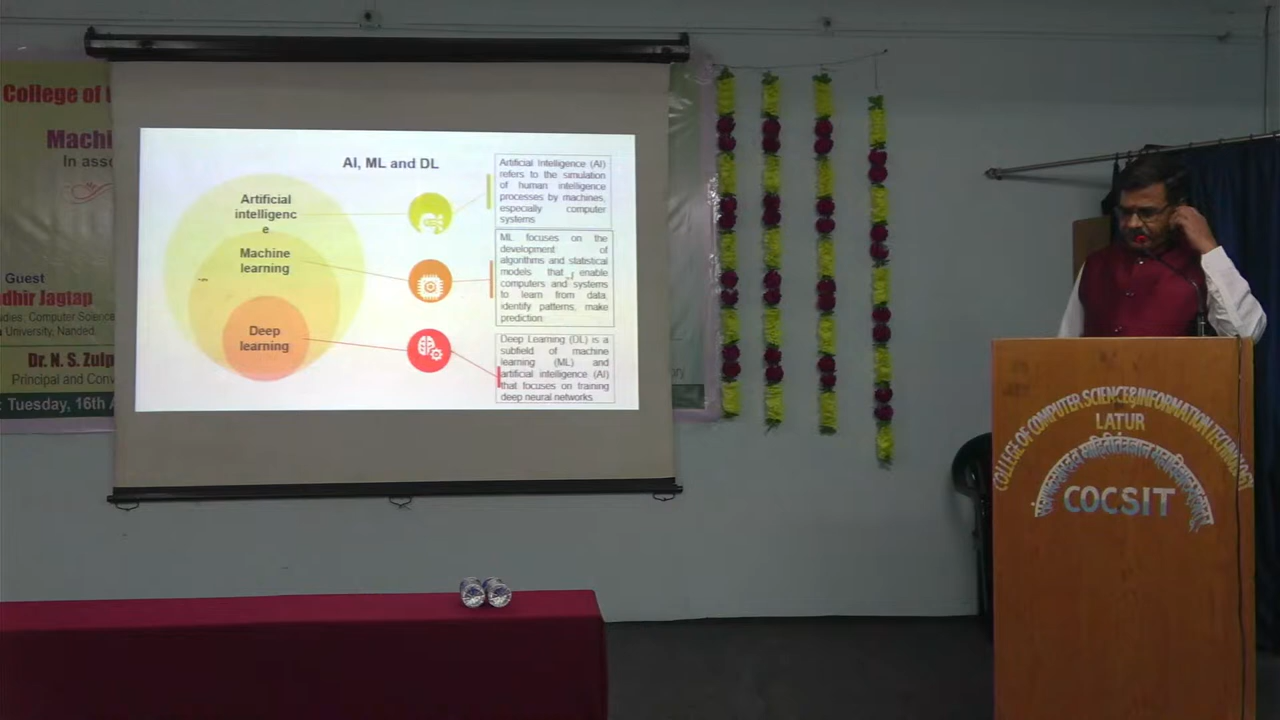 College of
Machi
In ass
Guest
dhir Jagtap
tudies, Computer Science
University, Nanded.
Dr. N. S. Zulp
Principal and Conv
: Tuesday, 16th A
AI, ML and DL
Artificial
intelligenc
e
Machine
learning
Deep
learning
Artificial Intelligence (AI)
refers to the simulation
of human intelligence
processes by machines,
especially computer
systems
ML focuses on the
development of
algorithms and statistical
models that enable
computers and systems
to learn from data,
identify patterns, make
prediction
Deep Learning (DL) is a
subfield of machine
learning (ML) and
artificial intelligence (AI)
that focuses on training
deep neural networks.
COLLEGE OF COMPUTER SCIENCE & INFORMATION TECHNOLOGY
LATUR
COCSIT